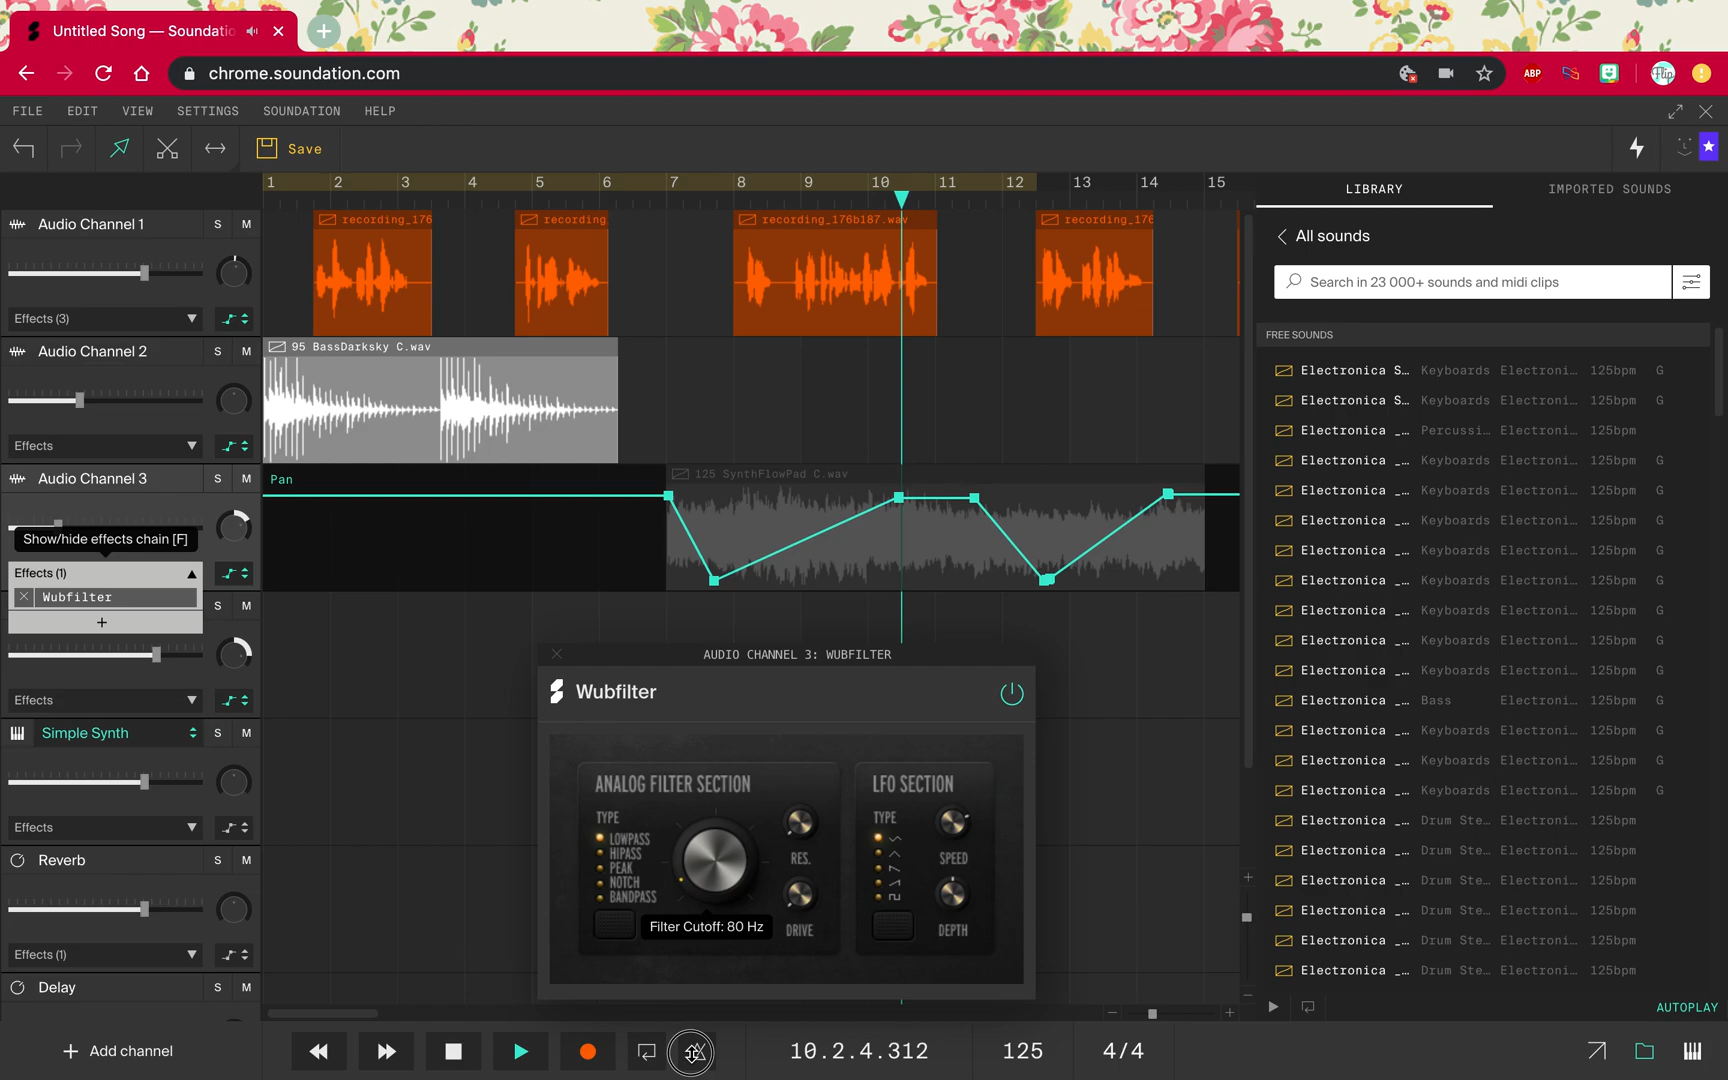 Untitled Song — Soundatio
chrome.soundation.com
ABP
Flip
FILE EDIT VIEW SETTINGS SOUNDATION HELP
Save
1 2 3 4 5 6 7 8 9 10 11 12 13 14 15
LIBRARY IMPORTED SOUNDS
All sounds
Search in 23 000+ sounds and midi clips
FREE SOUNDS
Electronica S… Keyboards Electroni… 125bpm G
Electronica S… Keyboards Electroni… 125bpm G
Electronica _… Percussi… Electroni… 125bpm
Electronica _… Keyboards Electroni… 125bpm G
Electronica _… Keyboards Electroni… 125bpm G
Electronica _… Keyboards Electroni… 125bpm G
Electronica _… Keyboards Electroni… 125bpm G
Electronica _… Keyboards Electroni… 125bpm G
Electronica _… Keyboards Electroni… 125bpm G
Electronica _… Keyboards Electroni… 125bpm G
Electronica _… Keyboards Electroni… 125bpm G
Electronica _… Bass Electroni… 125bpm G
Electronica _… Keyboards Electroni… 125bpm G
Electronica _… Keyboards Electroni… 125bpm G
Electronica _… Keyboards Electroni… 125bpm G
Electronica _… Drum Ste… Electroni… 125bpm
Electronica _… Drum Ste… Electroni… 125bpm
Electronica _… Drum Ste… Electroni… 125bpm
Electronica _… Drum Ste… Electroni… 125bpm
Electronica _… Drum Ste… Electroni… 125bpm
Electronica _… Drum Ste… Electroni… 125bpm
AUTOPLAY
Audio Channel 1 S M
Effects (3)
recording_176 recording recording_176b187.wav recording_176
Audio Channel 2 S M
Effects
95 BassDarksky C.wav
Audio Channel 3 S M
Pan
125 SynthFlowPad C.wav
Show/hide effects chain [F]
Effects (1)
Wubfilter
S M
Effects
Simple Synth S M
Effects
Reverb S M
Effects (1)
Delay S M
AUDIO CHANNEL 3: WUBFILTER
Wubfilter
ANALOG FILTER SECTION
TYPE
LOWPASS
HIPASS
PEAK
NOTCH
BANDPASS
RES.
DRIVE
Filter Cutoff: 80 Hz
LFO SECTION
TYPE
SPEED
DEPTH
Add channel
10.2.4.312 125 4/4